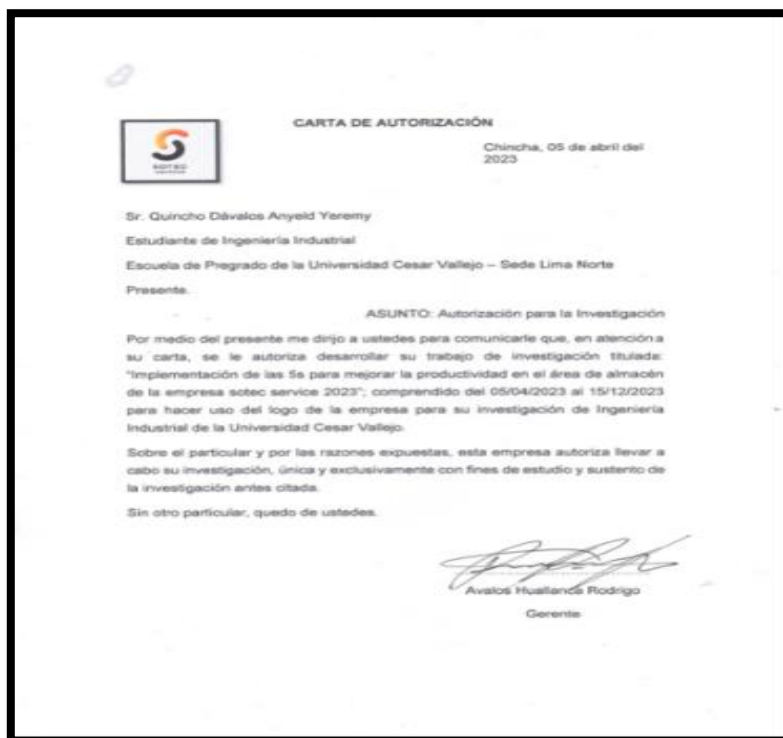 CARTA DE AUTORIZACIÓN
Chincha, 05 de abril del
2023
SOTEC
Sr. Quincho Dávalos Anyeld Yeremy
Estudiante de Ingeniería Industrial
Escuela de Pregrado de la Universidad Cesar Vallejo – Sede Lima Norte
Presente.
ASUNTO: Autorización para la Investigación
Por medio del presente me dirijo a ustedes para comunicarle que, en atención a
su carta, se le autoriza desarrollar su trabajo de investigación titulada:
"Implementación de las 5s para mejorar la productividad en el área de almacén
de la empresa sotec service 2023"; comprendido del 05/04/2023 al 15/12/2023
para hacer uso del logo de la empresa para su investigación de Ingeniería
Industrial de la Universidad Cesar Vallejo.
Sobre el particular y por las razones expuestas, esta empresa autoriza llevar a
cabo su investigación, única y exclusivamente con fines de estudio y sustento de
la investigación antes citada.
Sin otro particular, quedo de ustedes.
Avalos Huallanca Rodrigo
Gerente